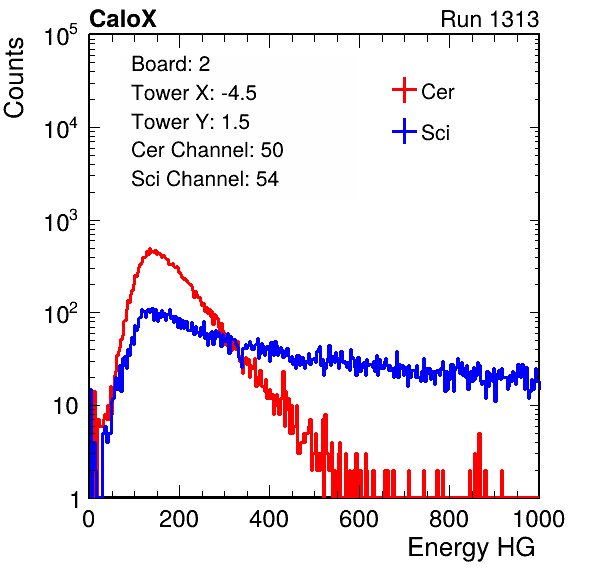 CaloX Run 1313
Counts
Board: 2
Tower X: -4.5
Tower Y: 1.5
Cer Channel: 50
Sci Channel: 54
Cer
Sci
10^5
10^4
10^3
10^2
10
1
0 200 400 600 800 1000
Energy HG